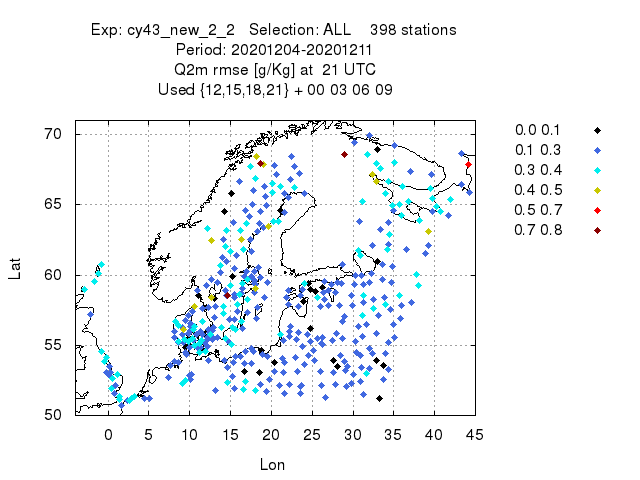 Exp: cy43_new_2_2 Selection: ALL 398 stations
Period: 20201204-20201211
Q2m rmse [g/Kg] at 21 UTC
Used {12,15,18,21} + 00 03 06 09
70
65
60
55
50
Lat
0 5 10 15 20 25 30 35 40 45
Lon
0.0 0.1
0.1 0.3
0.3 0.4
0.4 0.5
0.5 0.7
0.7 0.8